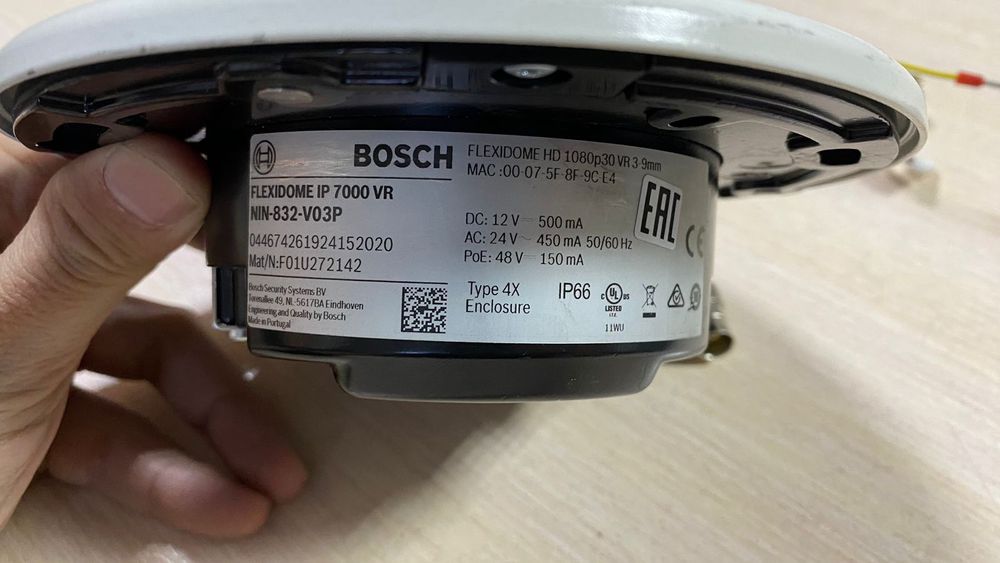 BOSCH
FLEXIDOME HD 1080p30 VR 3-9mm
MAC :00-07-5F-8F-9C E4
FLEXIDOME IP 7000 VR
NIN-832-V03P
044674261924152020
Mat/N:F01U272142
DC: 12 V⎓ 500 mA
AC: 24 V~ 450 mA 50/60 Hz
PoE: 48 V⎓ 150 mA
EAC
CE
Bosch Security Systems BV
Torenallee 49, NL-5617BA Eindhoven
Engineering and Quality by Bosch
Made in Portugal
Type 4X
Enclosure
IP66
c UL us
LISTED
I.T.E.
11WU